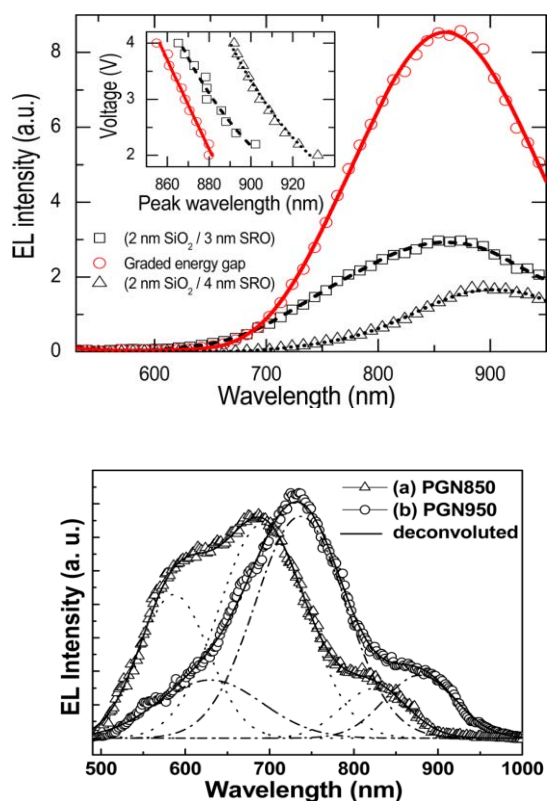 EL intensity (a.u.)
8
6
4
2
0
Voltage (V)
4
3
2
860 880 900 920
Peak wavelength (nm)
(2 nm SiO2 / 3 nm SRO)
Graded energy gap
(2 nm SiO2 / 4 nm SRO)
600 700 800 900
Wavelength (nm)
EL Intensity (a. u.)
(a) PGN850
(b) PGN950
deconvoluted
500 600 700 800 900 1000
Wavelength (nm)